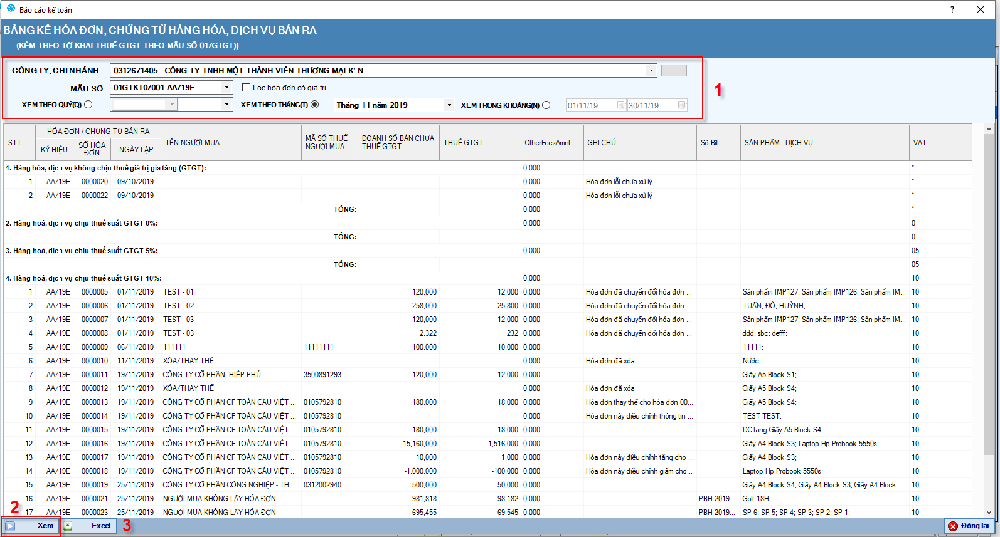 Báo cáo kế toán
?
BẢNG KÊ HÓA ĐƠN, CHỨNG TỪ HÀNG HÓA, DỊCH VỤ BÁN RA
(KÈM THEO TỜ KHAI THUẾ GTGT THEO MẪU SỐ 01/GTGT))
CÔNG TY, CHI NHÁNH: 0312671405 - CÔNG TY TNHH MỘT THÀNH VIÊN THƯƠNG MẠI K'.N ...
1
MẪU SỐ: 01GTKT0/001 AA/19E Lọc hóa đơn có giá trị
XEM THEO QUÝ(Q) XEM THEO THÁNG(T) Tháng 11 năm 2019 XEM TRONG KHOẢNG(N) 01/11/19 30/11/19
STT HÓA ĐƠN / CHỨNG TỪ BÁN RA TÊN NGƯỜI MUA MÃ SỐ THUẾ NGƯỜI MUA DOANH SỐ BÁN CHƯA THUẾ GTGT THUẾ GTGT OtherFeesAmnt GHI CHÚ Số Bill SẢN PHẨM - DỊCH VỤ VAT
KÝ HIỆU SỐ HÓA ĐƠN NGÀY LẬP
1. Hàng hóa, dịch vụ không chịu thuế giá trị gia tăng (GTGT): 0.000 *
1 AA/19E 0000020 09/10/2019 0.000 Hóa đơn lỗi chưa xử lý *
2 AA/19E 0000022 09/10/2019 0.000 Hóa đơn lỗi chưa xử lý *
TỔNG: 0.000 *
2. Hàng hoá, dịch vụ chịu thuế suất GTGT 0%: 0.000 0
TỔNG: 0
3. Hàng hoá, dịch vụ chịu thuế suất GTGT 5%: 0.000 05
TỔNG: 05
4. Hàng hoá, dịch vụ chịu thuế suất GTGT 10%: 0.000 10
1 AA/19E 0000005 01/11/2019 TEST - 01 120,000 12,000 0.000 Hóa đơn đã chuyển đổi hóa đơn ... Sản phẩm IMP127; Sản phẩm IMP126; Sản phẩm IM... 10
2 AA/19E 0000006 01/11/2019 TEST - 02 258,000 25,800 0.000 Hóa đơn đã chuyển đổi hóa đơn ... TUẤN; ĐỖ; HUỲNH; 10
3 AA/19E 0000007 01/11/2019 TEST - 03 120,000 12,000 0.000 Hóa đơn đã chuyển đổi hóa đơn ... Sản phẩm IMP127; Sản phẩm IMP126; Sản phẩm IM... 10
4 AA/19E 0000008 01/11/2019 TEST - 03 2,322 232 0.000 Hóa đơn đã chuyển đổi hóa đơn ... ddd; sbc; defff; 10
5 AA/19E 0000009 06/11/2019 111111 11111111 100,000 10,000 0.000 11111; 10
6 AA/19E 0000010 11/11/2019 XÓA/THAY THẾ 0.000 Hóa đơn đã xóa Nước; 10
7 AA/19E 0000011 19/11/2019 CÔNG TY CỔ PHẦN HIỆP PHÚ 3500891293 120,000 12,000 0.000 Giấy A5 Block S1; 10
8 AA/19E 0000012 19/11/2019 XÓA/THAY THẾ 0.000 Hóa đơn đã xóa Giấy A5 Block S4; 10
9 AA/19E 0000013 19/11/2019 CÔNG TY CỔ PHẦN CF TOÀN CẦU VIỆT ... 0105792810 180,000 18,000 0.000 Hóa đơn thay thế cho hóa đơn 00... Giấy A5 Block S4; 10
10 AA/19E 0000014 19/11/2019 CÔNG TY CỔ PHẦN CF TOÀN CẦU VIỆT ... 0105792810 0.000 Hóa đơn này điều chỉnh thông tin ... TEST TEST; 10
11 AA/19E 0000015 19/11/2019 CÔNG TY CỔ PHẦN CF TOÀN CẦU VIỆT ... 0105792810 180,000 18,000 0.000 DC tang Giấy A5 Block S4; 10
12 AA/19E 0000016 19/11/2019 CÔNG TY CỔ PHẦN CF TOÀN CẦU VIỆT ... 0105792810 15,160,000 1,516,000 0.000 Giấy A4 Block S3; Laptop Hp Probook 5550s; 10
13 AA/19E 0000017 19/11/2019 CÔNG TY CỔ PHẦN CF TOÀN CẦU VIỆT ... 0105792810 10,000 1,000 0.000 Hóa đơn này điều chỉnh tăng cho ... Giấy A4 Block S3; 10
14 AA/19E 0000018 19/11/2019 CÔNG TY CỔ PHẦN CF TOÀN CẦU VIỆT ... 0105792810 -1,000,000 -100,000 0.000 Hóa đơn này điều chỉnh giảm cho... Laptop Hp Probook 5550s; 10
15 AA/19E 0000019 25/11/2019 CÔNG TY CỔ PHẦN CÔNG NGHIỆP - TH... 0312002940 500,000 50,000 0.000 Giấy A4 Block S4; Giấy A4 Block S3; Giấy A4 Block ... 10
16 AA/19E 0000021 25/11/2019 NGƯỜI MUA KHÔNG LẤY HÓA ĐƠN 981,818 98,182 0.000 PBH-2019... Golf 18H; 10
17 AA/19E 0000023 25/11/2019 NGƯỜI MUA KHÔNG LẤY HÓA ĐƠN 695,455 69,545 0.000 PBH-2019... SP 6; SP 5; SP 4; SP 3; SP 2; SP 1; 10
2
Xem Excel 3 Đóng lại